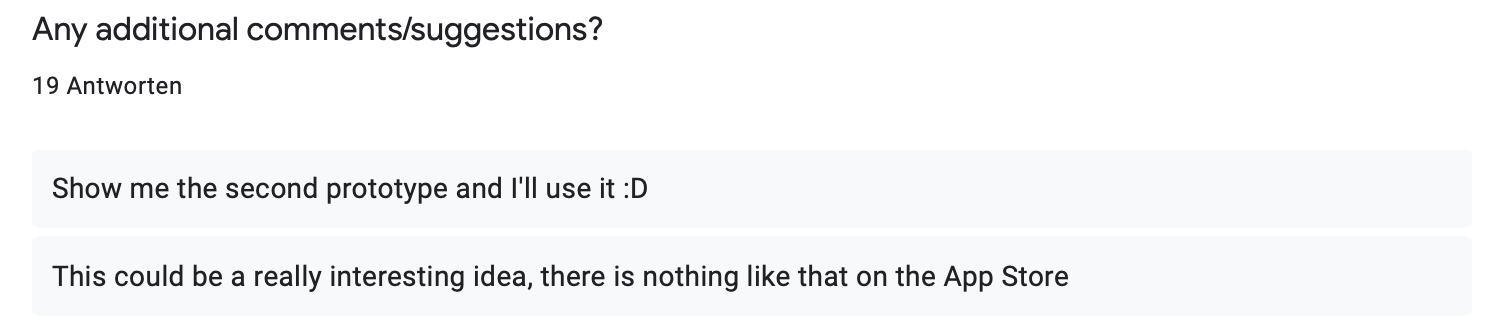 Any additional comments/suggestions?
19 Antworten
Show me the second prototype and I'll use it :D
This could be a really interesting idea, there is nothing like that on the App Store